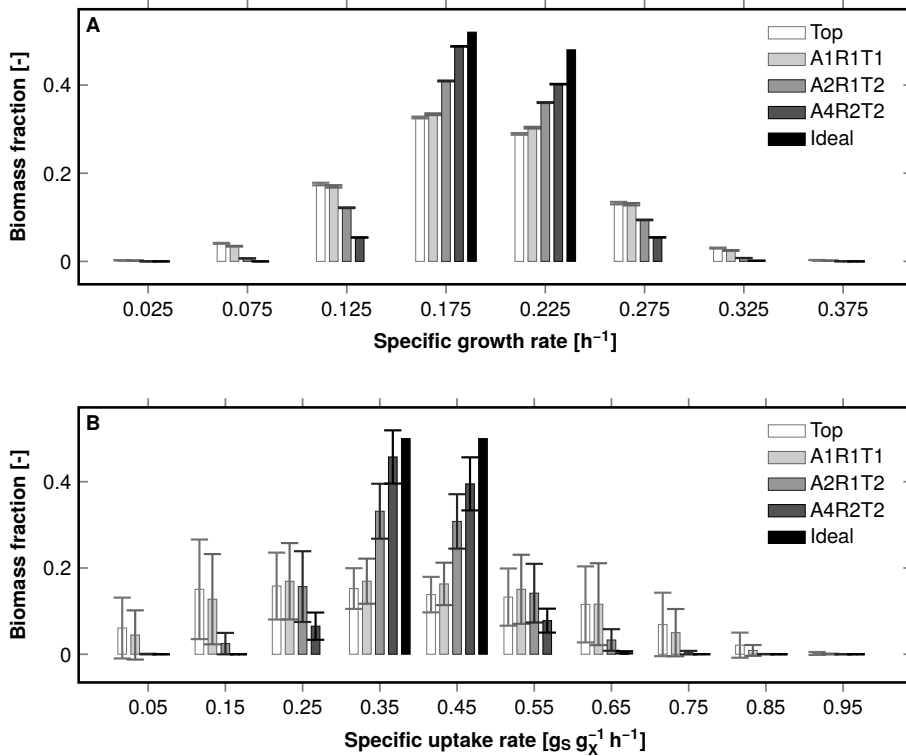 A
Top
A1R1T1
A2R1T2
A4R2T2
Ideal
Biomass fraction [-]
0.4
0.2
0
0.025 0.075 0.125 0.175 0.225 0.275 0.325 0.375
Specific growth rate [h⁻¹]
B
Top
A1R1T1
A2R1T2
A4R2T2
Ideal
Biomass fraction [-]
0.4
0.2
0
0.05 0.15 0.25 0.35 0.45 0.55 0.65 0.75 0.85 0.95
Specific uptake rate [gS gX⁻¹ h⁻¹]